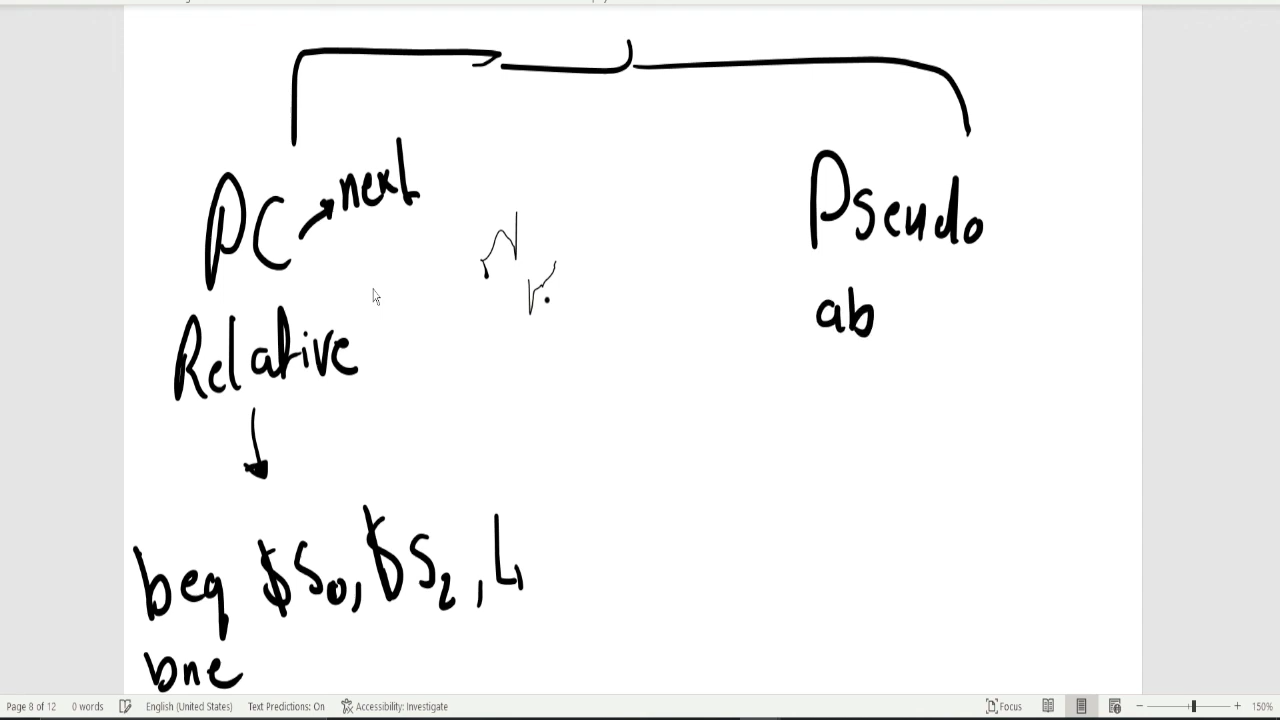 PC → next
Relative
beq $S0, $S2, L1
bne
Pseudo
ab
Page 8 of 12
0 words
English (United States)
Text Predictions: On
Accessibility: Investigate
Focus
150%